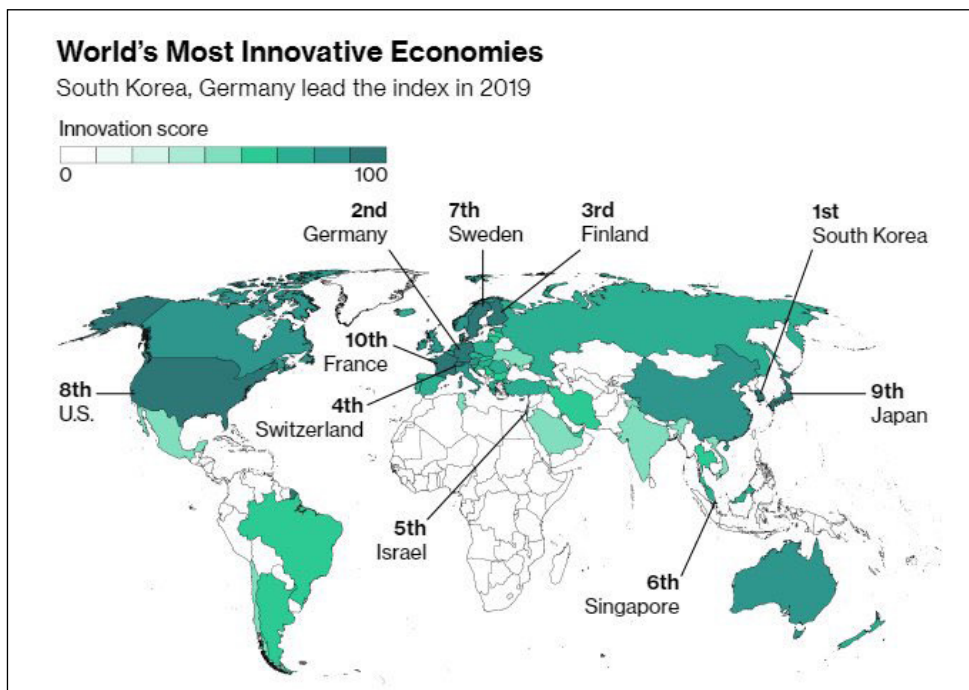 World's Most Innovative Economies
South Korea, Germany lead the index in 2019
Innovation score
0 100
2nd
Germany
7th
Sweden
3rd
Finland
1st
South Korea
10th
France
8th
U.S.
4th
Switzerland
9th
Japan
5th
Israel
6th
Singapore